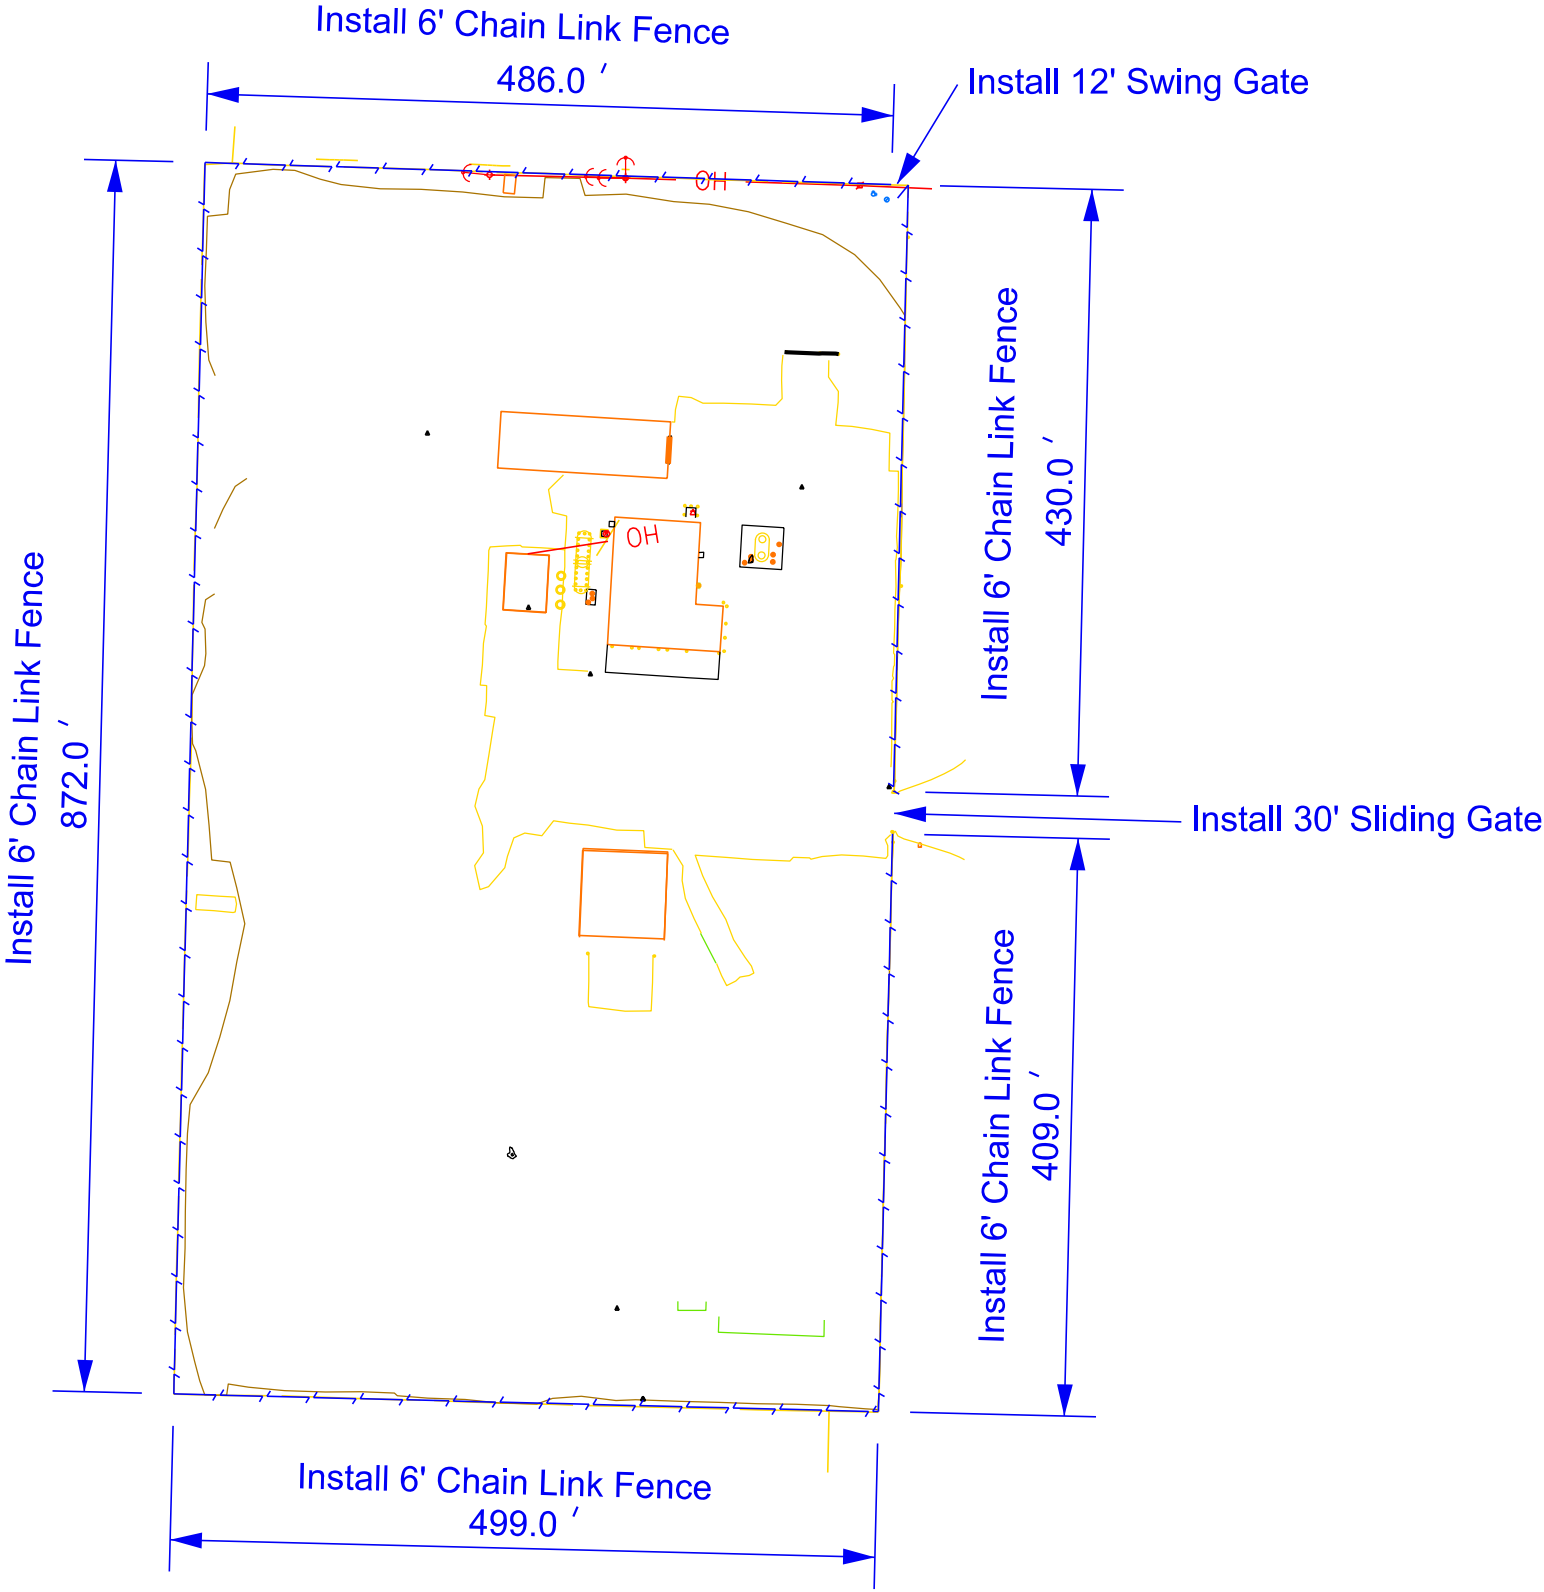 Install 6' Chain Link Fence
486.0 ′
Install 12' Swing Gate
OH
Install 6' Chain Link Fence
430.0 ′
OH
Install 6' Chain Link Fence
872.0 ′
Install 30' Sliding Gate
Install 6' Chain Link Fence
409.0 ′
Install 6' Chain Link Fence
499.0 ′